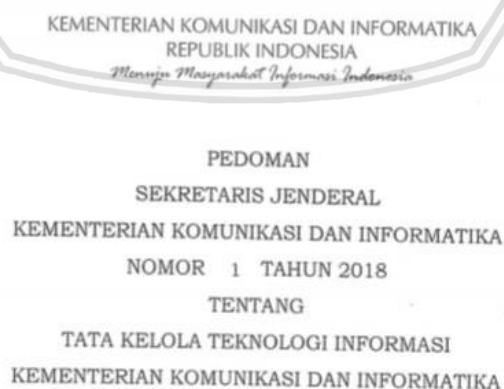 KEMENTERIAN KOMUNIKASI DAN INFORMATIKA
REPUBLIK INDONESIA
Menuju Masyarakat Informasi Indonesia
PEDOMAN
SEKRETARIS JENDERAL
KEMENTERIAN KOMUNIKASI DAN INFORMATIKA
NOMOR 1 TAHUN 2018
TENTANG
TATA KELOLA TEKNOLOGI INFORMASI
KEMENTERIAN KOMUNIKASI DAN INFORMATIKA